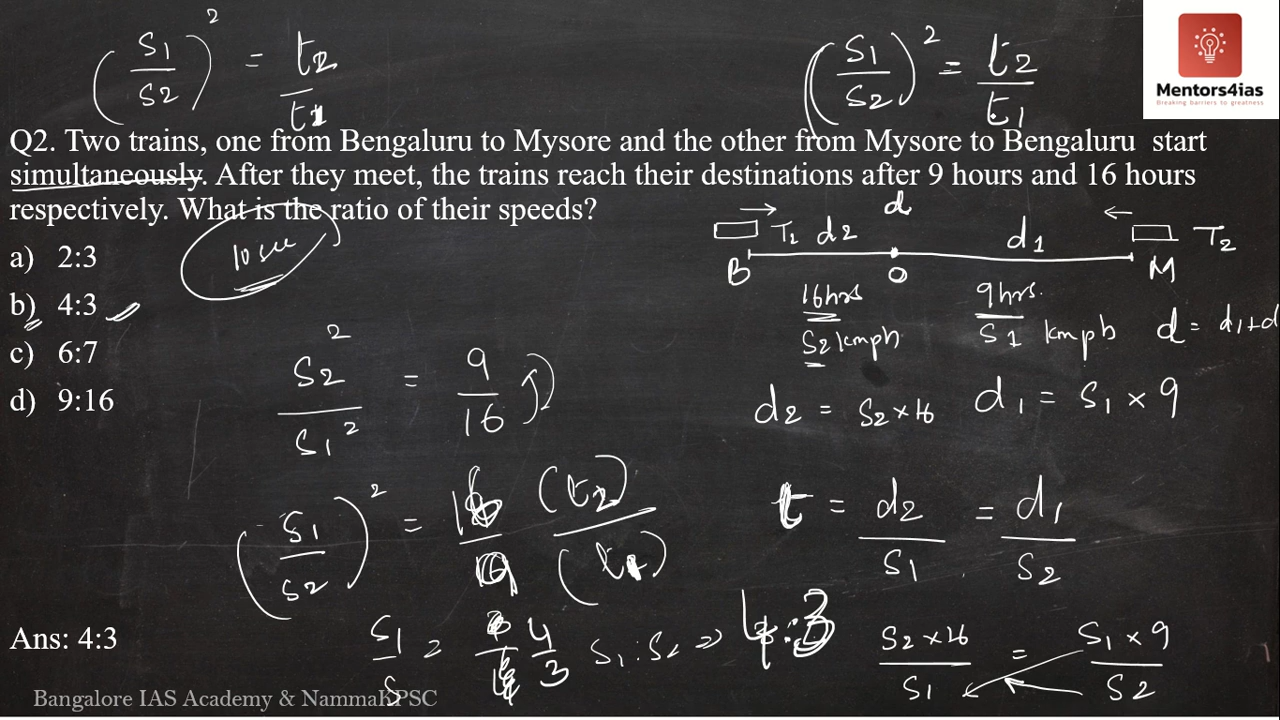 (S1/S2)² = t2/t1
(S1/S2)² = t2/t1
Mentors4ias
Breaking barriers to greatness
Q2. Two trains, one from Bengaluru to Mysore and the other from Mysore to Bengaluru start
simultaneously. After they meet, the trains reach their destinations after 9 hours and 16 hours
respectively. What is the ratio of their speeds?
10 sec
a) 2:3
b) 4:3
c) 6:7
d) 9:16
d
T1 d2 d1 T2
B O M
16hrs 9hrs.
S2 kmph S1 kmph d = d1+d
d2 = S2×16 d1 = S1 × 9
S2²/S1² = 9/16
(S1/S2)² = 16/9 (t2)/(t1)
t = d2/S1 = d1/S2
S1/S = 4/3 S1:S2 => 4:3
S2×16/S1 = S1×9/S2
Ans: 4:3
Bangalore IAS Academy & NammaKPSC